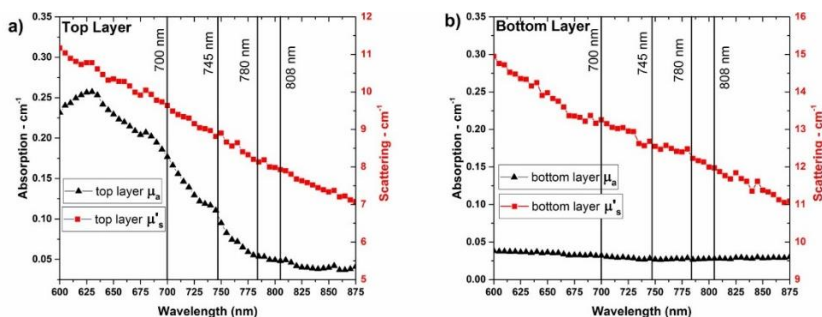 a)
Top Layer
Absorption - cm⁻¹
0.35
0.30
0.25
0.20
0.15
0.10
0.05
700 nm
745 nm
780 nm
808 nm
top layer μa
top layer μ's
12
11
10
9
8
7
6
5
Scattering - cm⁻¹
600 625 650 675 700 725 750 775 800 825 850 875
Wavelength (nm)
b)
Bottom Layer
Absorption - cm⁻¹
0.35
0.30
0.25
0.20
0.15
0.10
0.05
0.00
700 nm
745 nm
780 nm
808 nm
bottom layer μa
bottom layer μ's
16
15
14
13
12
11
10
9
Scattering - cm⁻¹
600 625 650 675 700 725 750 775 800 825 850 875
Wavelength (nm)